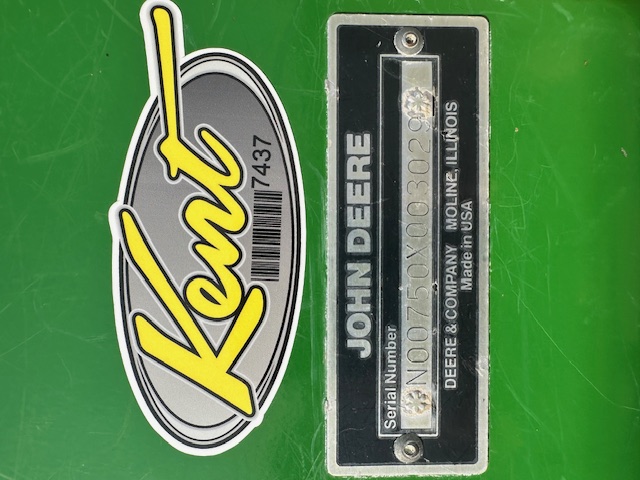 Kent
7437
JOHN DEERE
Serial Number
*N00750X003029*
DEERE & COMPANY MOLINE, ILLINOIS
Made in USA